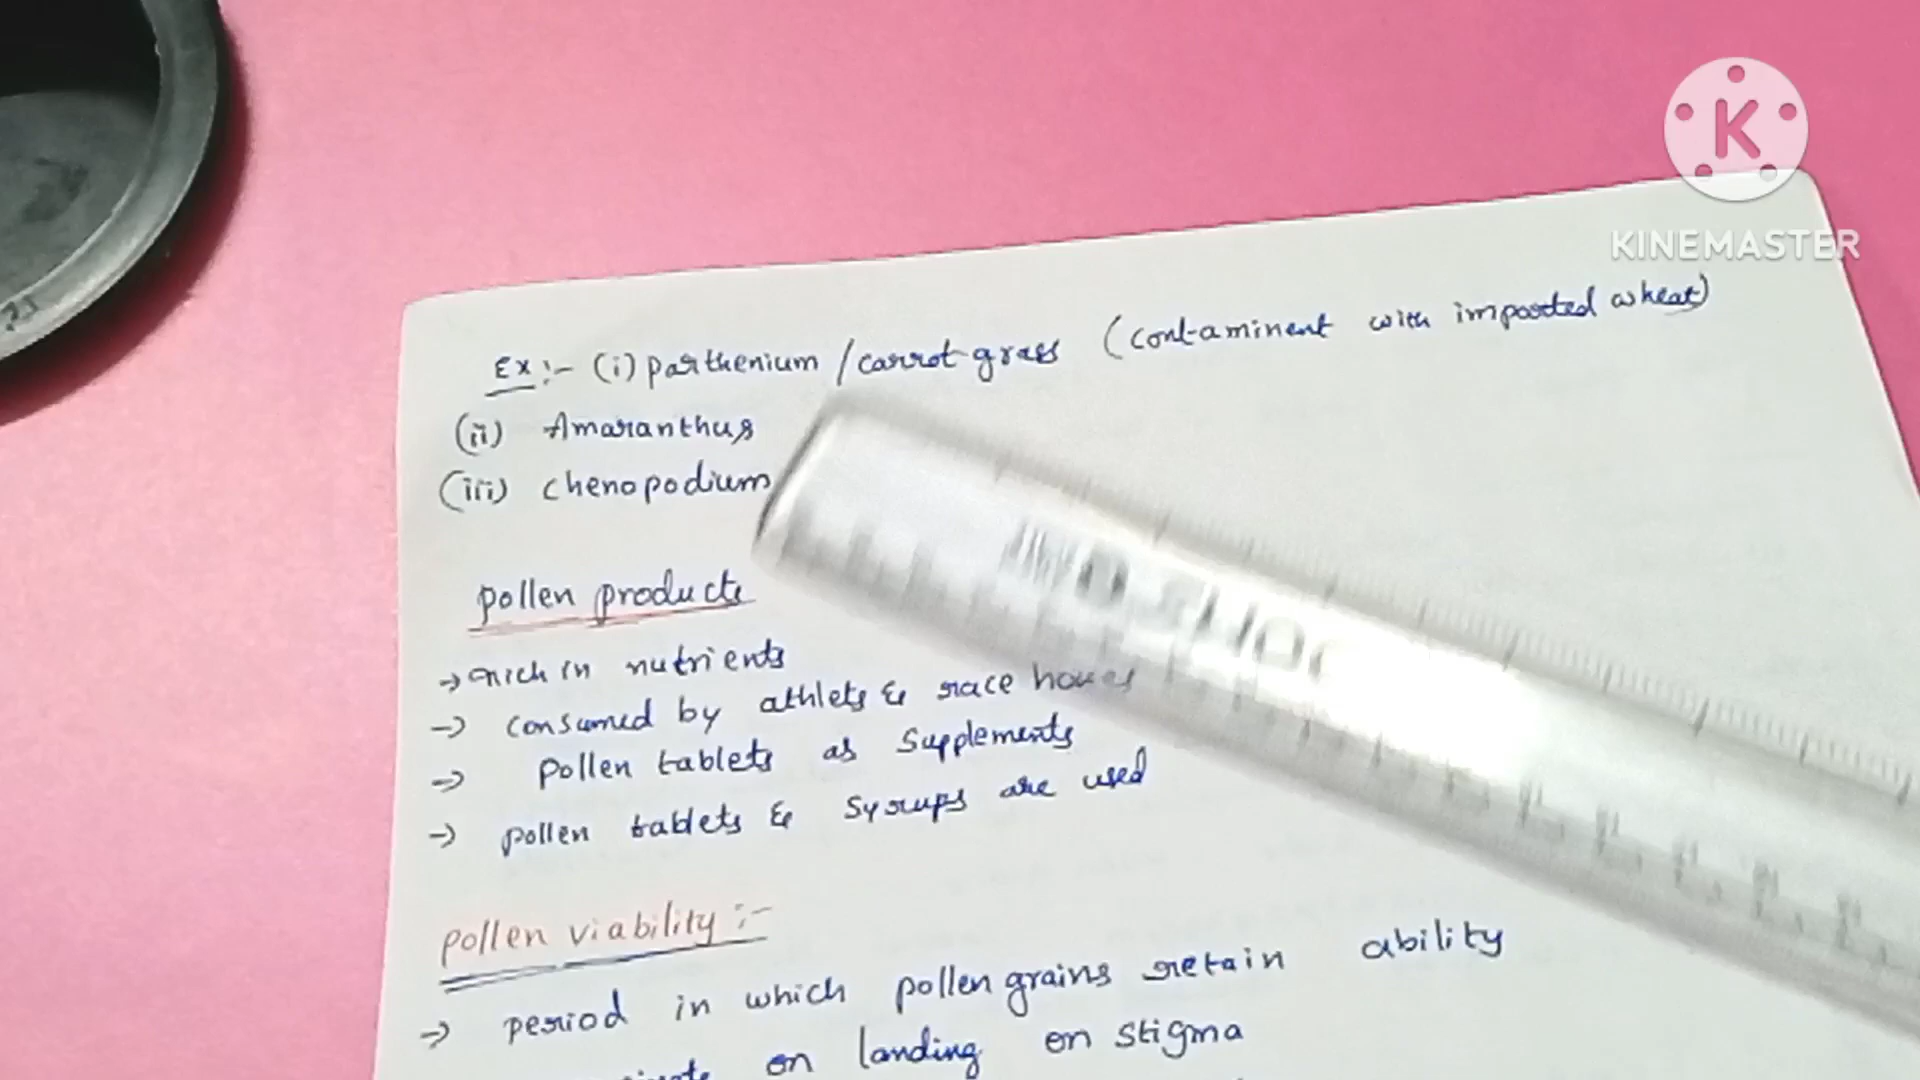 K
KINEMASTER
Ex:- (i) parthenium / carrot grass (contaminent with imported wheat)
(ii) Amaranthus
(iii) chenopodium
pollen products
→ rich in nutrients
→ consumed by athlets & race horses
→ pollen tablets as supplements
→ pollen tablets & syrups are used
pollen viability :-
→ period in which pollen grains retain ability
on landing on stigma